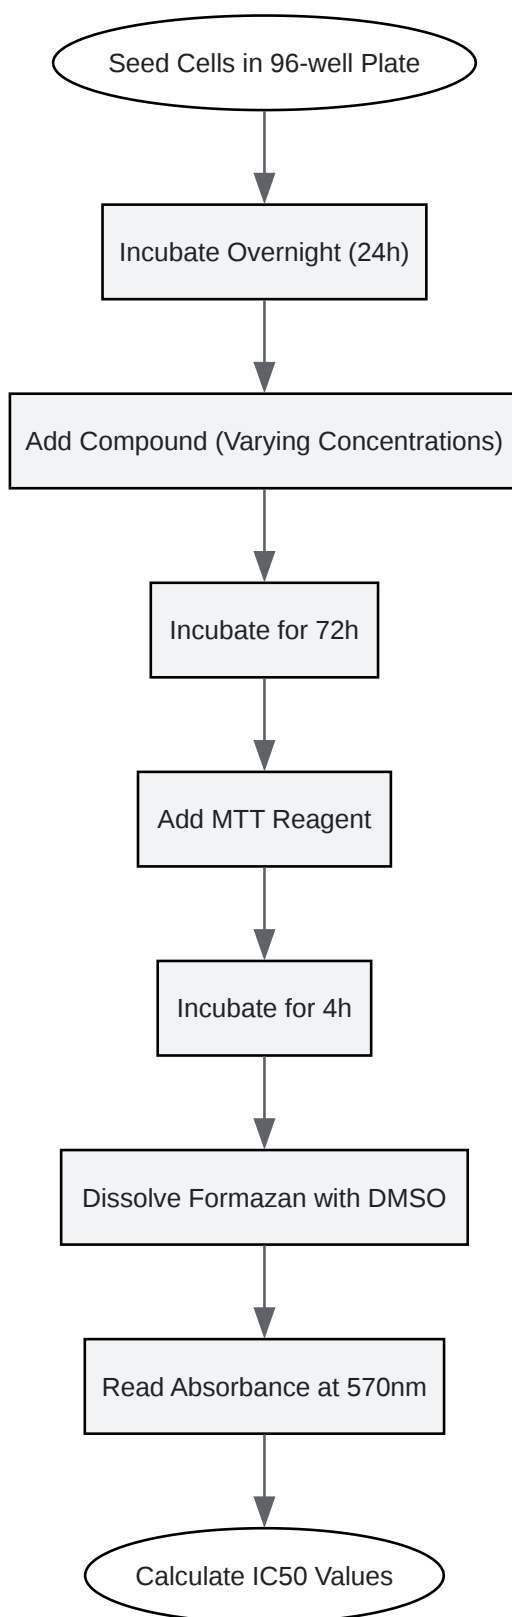 Seed Cells in 96-well Plate
Incubate Overnight (24h)
Add Compound (Varying Concentrations)
Incubate for 72h
Add MTT Reagent
Incubate for 4h
Dissolve Formazan with DMSO
Read Absorbance at 570nm
Calculate IC50 Values